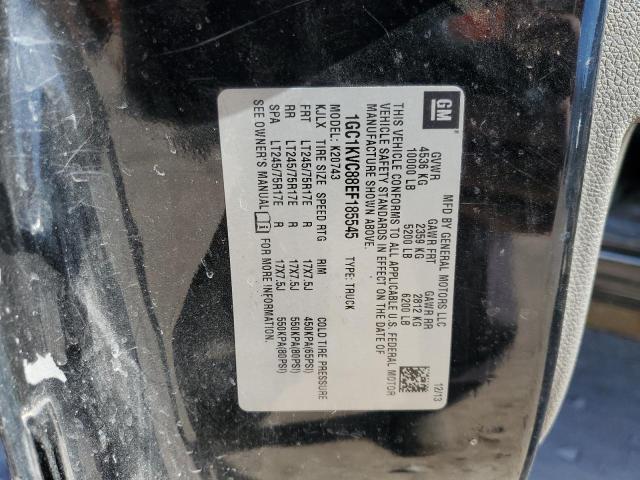 GM
MFD BY GENERAL MOTORS LLC 12/13
GVWR GAWR FRT GAWR RR
4536 KG 2359 KG 2812 KG
10000 LB 5200 LB 6200 LB
THIS VEHICLE CONFORMS TO ALL APPLICABLE U.S. FEDERAL MOTOR
VEHICLE SAFETY STANDARDS IN EFFECT ON THE DATE OF
MANUFACTURE SHOWN ABOVE.
1GC1KVC88EF185545 TYPE: TRUCK
MODEL: K20743
KJLX TIRE SIZE SPEED RTG RIM COLD TIRE PRESSURE
FRT LT245/75R17E R 17X7.5J 450KPA(65PSI)
RR LT245/75R17E R 17X7.5J 550KPA(80PSI)
SPA LT245/75R17E R 17X7.5J 550KPA(80PSI)
SEE OWNER'S MANUAL FOR MORE INFORMATION.